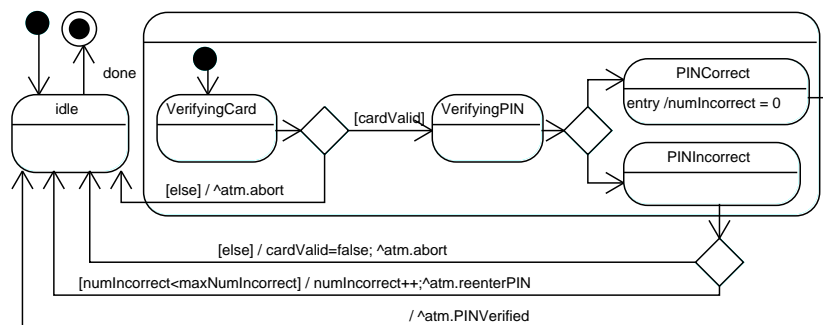 done
idle
VerifyingCard
[cardValid]
VerifyingPIN
PINCorrect
entry /numIncorrect = 0
PINIncorrect
[else] / ^atm.abort
[else] / cardValid=false; ^atm.abort
[numIncorrect<maxNumIncorrect] / numIncorrect++;^atm.reenterPIN
/ ^atm.PINVerified